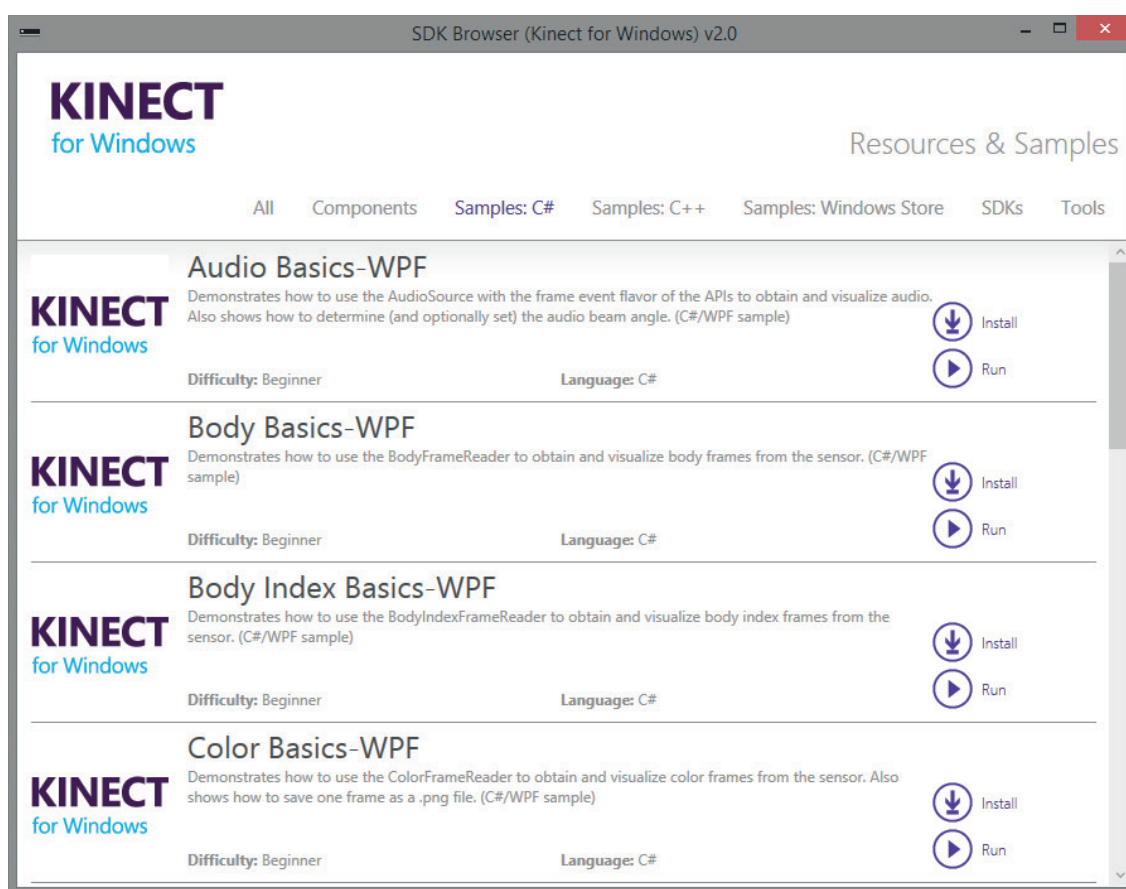 SDK Browser (Kinect for Windows) v2.0
KINECT
for Windows
Resources & Samples
All Components Samples: C# Samples: C++ Samples: Windows Store SDKs Tools
Audio Basics-WPF
KINECT
for Windows
Demonstrates how to use the AudioSource with the frame event flavor of the APIs to obtain and visualize audio.
Also shows how to determine (and optionally set) the audio beam angle. (C#/WPF sample)
Install
Run
Difficulty: Beginner Language: C#
Body Basics-WPF
KINECT
for Windows
Demonstrates how to use the BodyFrameReader to obtain and visualize body frames from the sensor. (C#/WPF
sample)
Install
Run
Difficulty: Beginner Language: C#
Body Index Basics-WPF
KINECT
for Windows
Demonstrates how to use the BodyIndexFrameReader to obtain and visualize body index frames from the
sensor. (C#/WPF sample)
Install
Run
Difficulty: Beginner Language: C#
Color Basics-WPF
KINECT
for Windows
Demonstrates how to use the ColorFrameReader to obtain and visualize color frames from the sensor. Also
shows how to save one frame as a .png file. (C#/WPF sample)
Install
Run
Difficulty: Beginner Language: C#